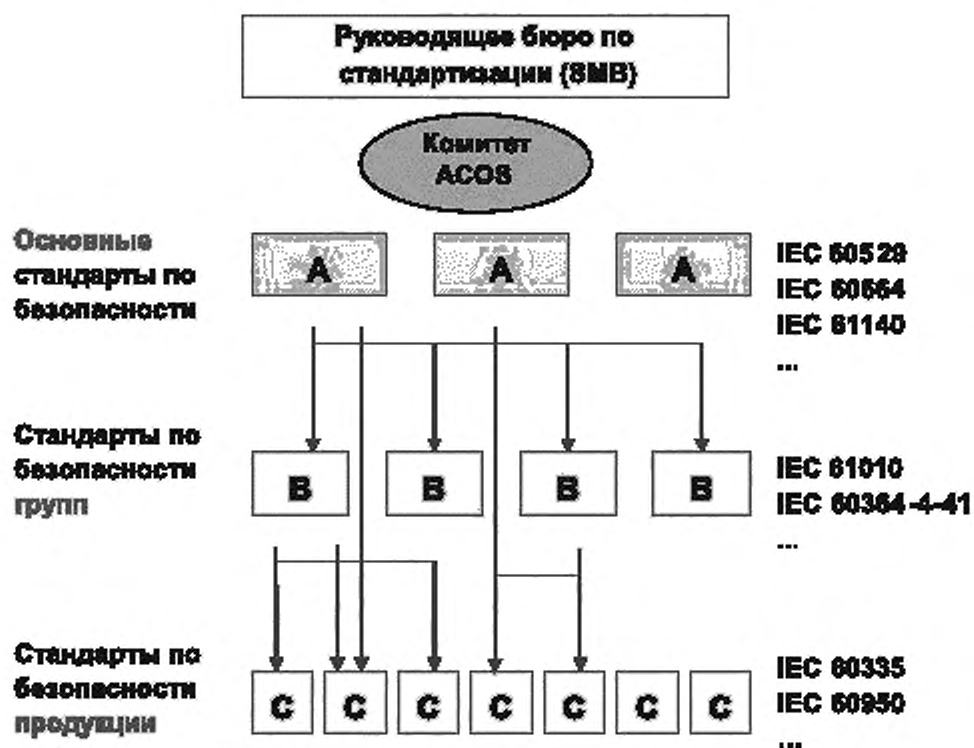 Руководящее бюро по
стандартизации (SMB)
Комитет
ACOS
Основные
стандарты по
безопасности
A A A
IEC 60529
IEC 60664
IEC 61140
...
Стандарты по
безопасности
групп
B B B B
IEC 61010
IEC 60364-4-41
...
Стандарты по
безопасности
продукции
C C C C C C C
IEC 60335
IEC 60950
...